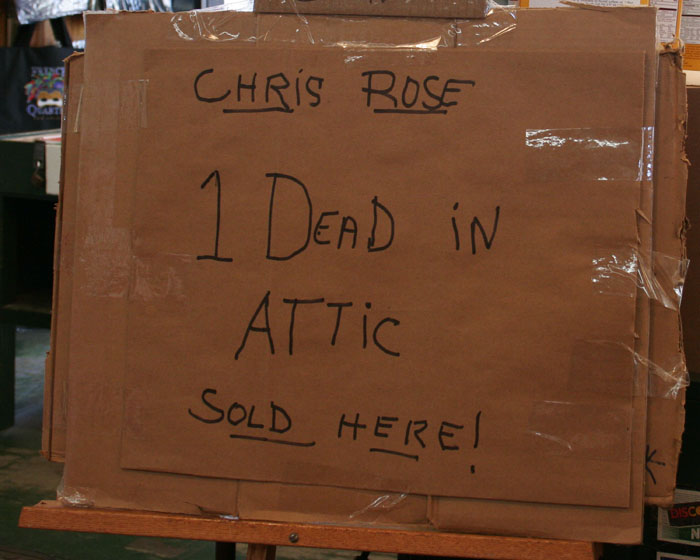 CHRIS ROSE
1 DEAD IN
ATTIC
SOLD HERE!